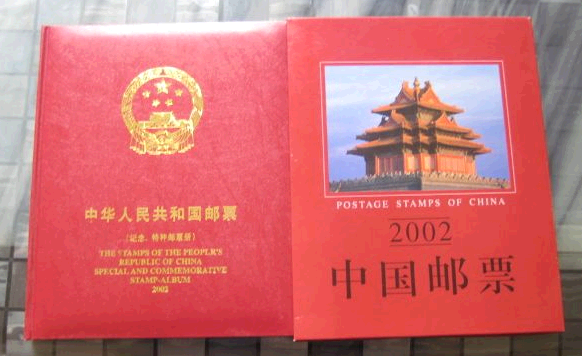 中华人民共和国邮票
(纪念、特种邮票册)
THE STAMPS OF THE PEOPLR'S
REPUBLIC OF CHINA
SPECIAL AND COMMEMORATIVE
STAMP-ALBUM
2002
POSTAGE STAMPS OF CHINA
2002
中国邮票